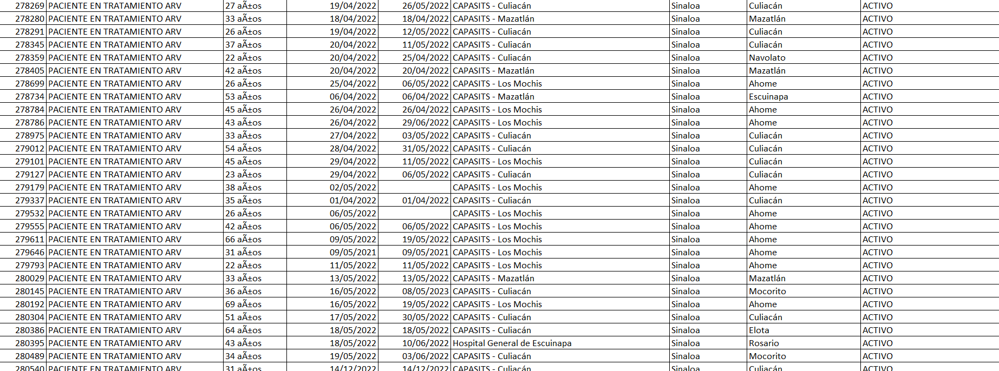 278269 PACIENTE EN TRATAMIENTO ARV 27 aÃ±os 19/04/2022 26/05/2022 CAPASITS - Culiacán Sinaloa Culiacán ACTIVO
278280 PACIENTE EN TRATAMIENTO ARV 33 aÃ±os 18/04/2022 18/04/2022 CAPASITS - Mazatlán Sinaloa Mazatlán ACTIVO
278291 PACIENTE EN TRATAMIENTO ARV 26 aÃ±os 19/04/2022 12/05/2022 CAPASITS - Culiacán Sinaloa Culiacán ACTIVO
278345 PACIENTE EN TRATAMIENTO ARV 37 aÃ±os 20/04/2022 11/05/2022 CAPASITS - Culiacán Sinaloa Culiacán ACTIVO
278359 PACIENTE EN TRATAMIENTO ARV 22 aÃ±os 20/04/2022 25/04/2022 CAPASITS - Culiacán Sinaloa Navolato ACTIVO
278405 PACIENTE EN TRATAMIENTO ARV 42 aÃ±os 20/04/2022 20/04/2022 CAPASITS - Mazatlán Sinaloa Mazatlán ACTIVO
278699 PACIENTE EN TRATAMIENTO ARV 26 aÃ±os 25/04/2022 06/05/2022 CAPASITS - Los Mochis Sinaloa Ahome ACTIVO
278734 PACIENTE EN TRATAMIENTO ARV 53 aÃ±os 06/04/2022 06/04/2022 CAPASITS - Mazatlán Sinaloa Escuinapa ACTIVO
278784 PACIENTE EN TRATAMIENTO ARV 45 aÃ±os 26/04/2022 26/04/2022 CAPASITS - Los Mochis Sinaloa Ahome ACTIVO
278786 PACIENTE EN TRATAMIENTO ARV 43 aÃ±os 26/04/2022 29/06/2022 CAPASITS - Los Mochis Sinaloa Ahome ACTIVO
278975 PACIENTE EN TRATAMIENTO ARV 33 aÃ±os 27/04/2022 03/05/2022 CAPASITS - Culiacán Sinaloa Culiacán ACTIVO
279012 PACIENTE EN TRATAMIENTO ARV 54 aÃ±os 28/04/2022 31/05/2022 CAPASITS - Culiacán Sinaloa Culiacán ACTIVO
279101 PACIENTE EN TRATAMIENTO ARV 45 aÃ±os 29/04/2022 11/05/2022 CAPASITS - Los Mochis Sinaloa Culiacán ACTIVO
279127 PACIENTE EN TRATAMIENTO ARV 23 aÃ±os 29/04/2022 06/05/2022 CAPASITS - Culiacán Sinaloa Culiacán ACTIVO
279179 PACIENTE EN TRATAMIENTO ARV 38 aÃ±os 02/05/2022 CAPASITS - Los Mochis Sinaloa Ahome ACTIVO
279337 PACIENTE EN TRATAMIENTO ARV 35 aÃ±os 01/04/2022 01/04/2022 CAPASITS - Culiacán Sinaloa Culiacán ACTIVO
279532 PACIENTE EN TRATAMIENTO ARV 26 aÃ±os 06/05/2022 CAPASITS - Los Mochis Sinaloa Ahome ACTIVO
279555 PACIENTE EN TRATAMIENTO ARV 42 aÃ±os 06/05/2022 06/05/2022 CAPASITS - Los Mochis Sinaloa Ahome ACTIVO
279611 PACIENTE EN TRATAMIENTO ARV 66 aÃ±os 09/05/2022 19/05/2022 CAPASITS - Los Mochis Sinaloa Ahome ACTIVO
279646 PACIENTE EN TRATAMIENTO ARV 31 aÃ±os 09/05/2021 09/05/2021 CAPASITS - Los Mochis Sinaloa Ahome ACTIVO
279793 PACIENTE EN TRATAMIENTO ARV 22 aÃ±os 11/05/2022 11/05/2022 CAPASITS - Los Mochis Sinaloa Ahome ACTIVO
280029 PACIENTE EN TRATAMIENTO ARV 33 aÃ±os 13/05/2022 13/05/2022 CAPASITS - Mazatlán Sinaloa Mazatlán ACTIVO
280145 PACIENTE EN TRATAMIENTO ARV 36 aÃ±os 16/05/2022 08/05/2023 CAPASITS - Culiacán Sinaloa Mocorito ACTIVO
280192 PACIENTE EN TRATAMIENTO ARV 69 aÃ±os 16/05/2022 19/05/2022 CAPASITS - Los Mochis Sinaloa Ahome ACTIVO
280304 PACIENTE EN TRATAMIENTO ARV 51 aÃ±os 17/05/2022 30/05/2022 CAPASITS - Culiacán Sinaloa Culiacán ACTIVO
280386 PACIENTE EN TRATAMIENTO ARV 64 aÃ±os 18/05/2022 18/05/2022 CAPASITS - Culiacán Sinaloa Elota ACTIVO
280395 PACIENTE EN TRATAMIENTO ARV 43 aÃ±os 18/05/2022 10/06/2022 Hospital General de Escuinapa Sinaloa Rosario ACTIVO
280489 PACIENTE EN TRATAMIENTO ARV 34 aÃ±os 19/05/2022 03/06/2022 CAPASITS - Culiacán Sinaloa Mocorito ACTIVO
280540 PACIENTE EN TRATAMIENTO ARV 31 aÃ±os 14/12/2022 14/12/2022 CAPASITS - Culiacán Sinaloa Culiacán ACTIVO